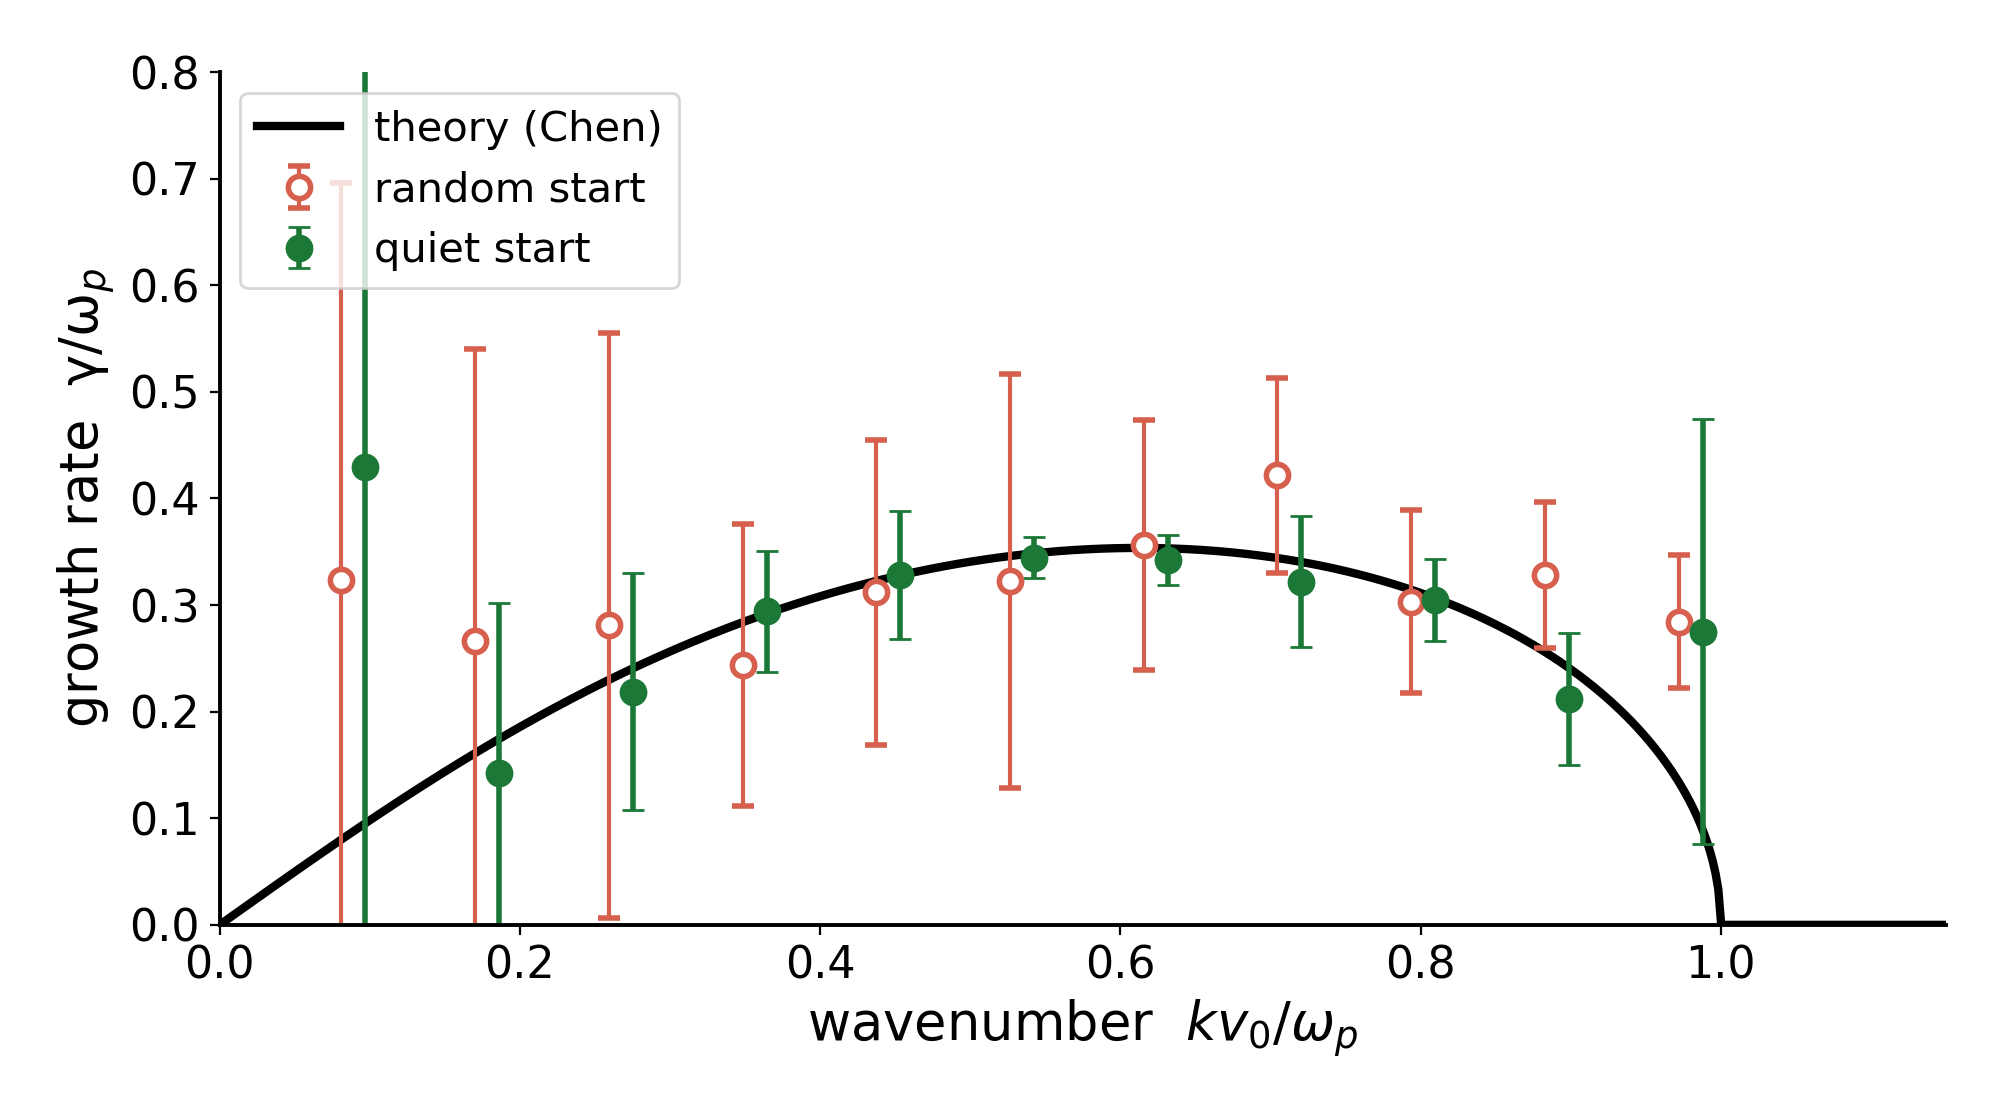 0.8
0.7
0.6
0.5
0.4
0.3
0.2
0.1
0.0
growth rate γ/ωp
theory (Chen)
random start
quiet start
0.0 0.2 0.4 0.6 0.8 1.0
wavenumber kv0/ωp